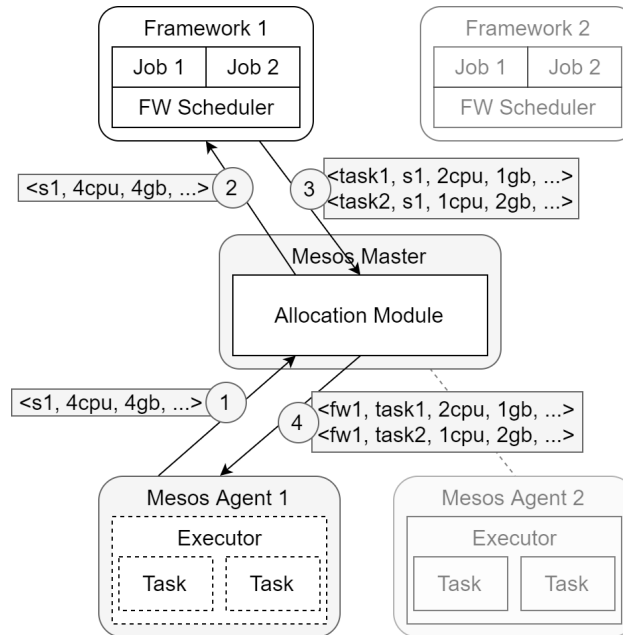 Framework 1
Job 1 Job 2
FW Scheduler
Framework 2
Job 1 Job 2
FW Scheduler
<s1, 4cpu, 4gb, ...>
2
3
<task1, s1, 2cpu, 1gb, ...>
<task2, s1, 1cpu, 2gb, ...>
Mesos Master
Allocation Module
<s1, 4cpu, 4gb, ...>
1
4
<fw1, task1, 2cpu, 1gb, ...>
<fw1, task2, 1cpu, 2gb, ...>
Mesos Agent 1
Executor
Task Task
Mesos Agent 2
Executor
Task Task